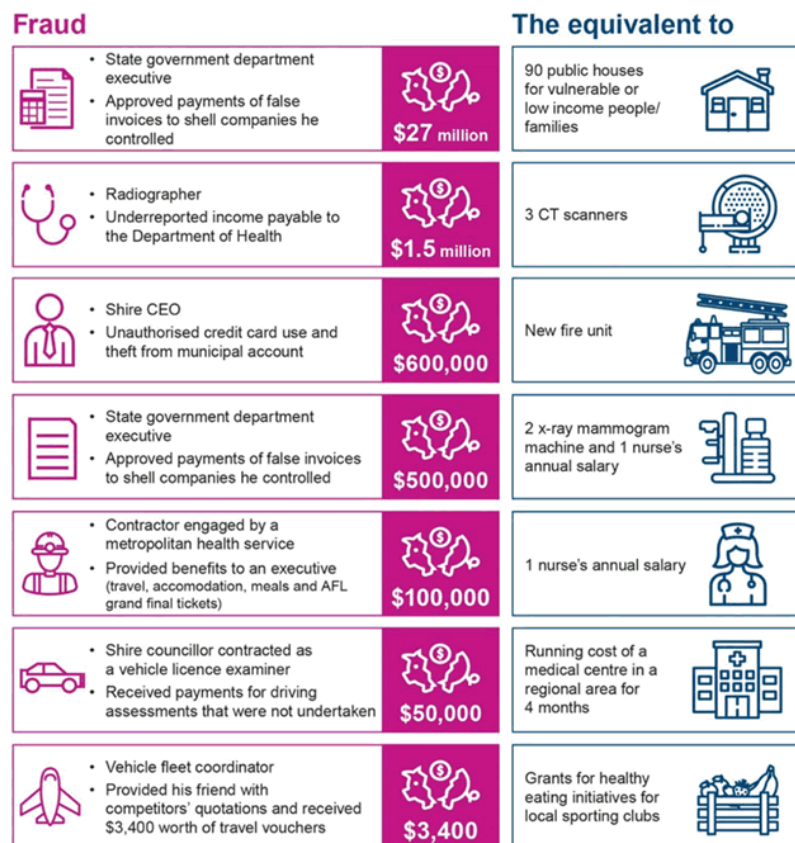 Fraud
The equivalent to
• State government department
executive
• Approved payments of false
invoices to shell companies he
controlled
$27 million
90 public houses
for vulnerable or
low income people/
families
• Radiographer
• Underreported income payable to
the Department of Health
$1.5 million
3 CT scanners
• Shire CEO
• Unauthorised credit card use and
theft from municipal account
$600,000
New fire unit
• State government department
executive
• Approved payments of false invoices
to shell companies he controlled
$500,000
2 x-ray mammogram
machine and 1 nurse's
annual salary
• Contractor engaged by a
metropolitan health service
• Provided benefits to an executive
(travel, accomodation, meals and AFL
grand final tickets)
$100,000
1 nurse's annual salary
• Shire councillor contracted as
a vehicle licence examiner
• Received payments for driving
assessments that were not undertaken
$50,000
Running cost of a
medical centre in a
regional area for
4 months
• Vehicle fleet coordinator
• Provided his friend with
competitors' quotations and received
$3,400 worth of travel vouchers
$3,400
Grants for healthy
eating initiatives for
local sporting clubs